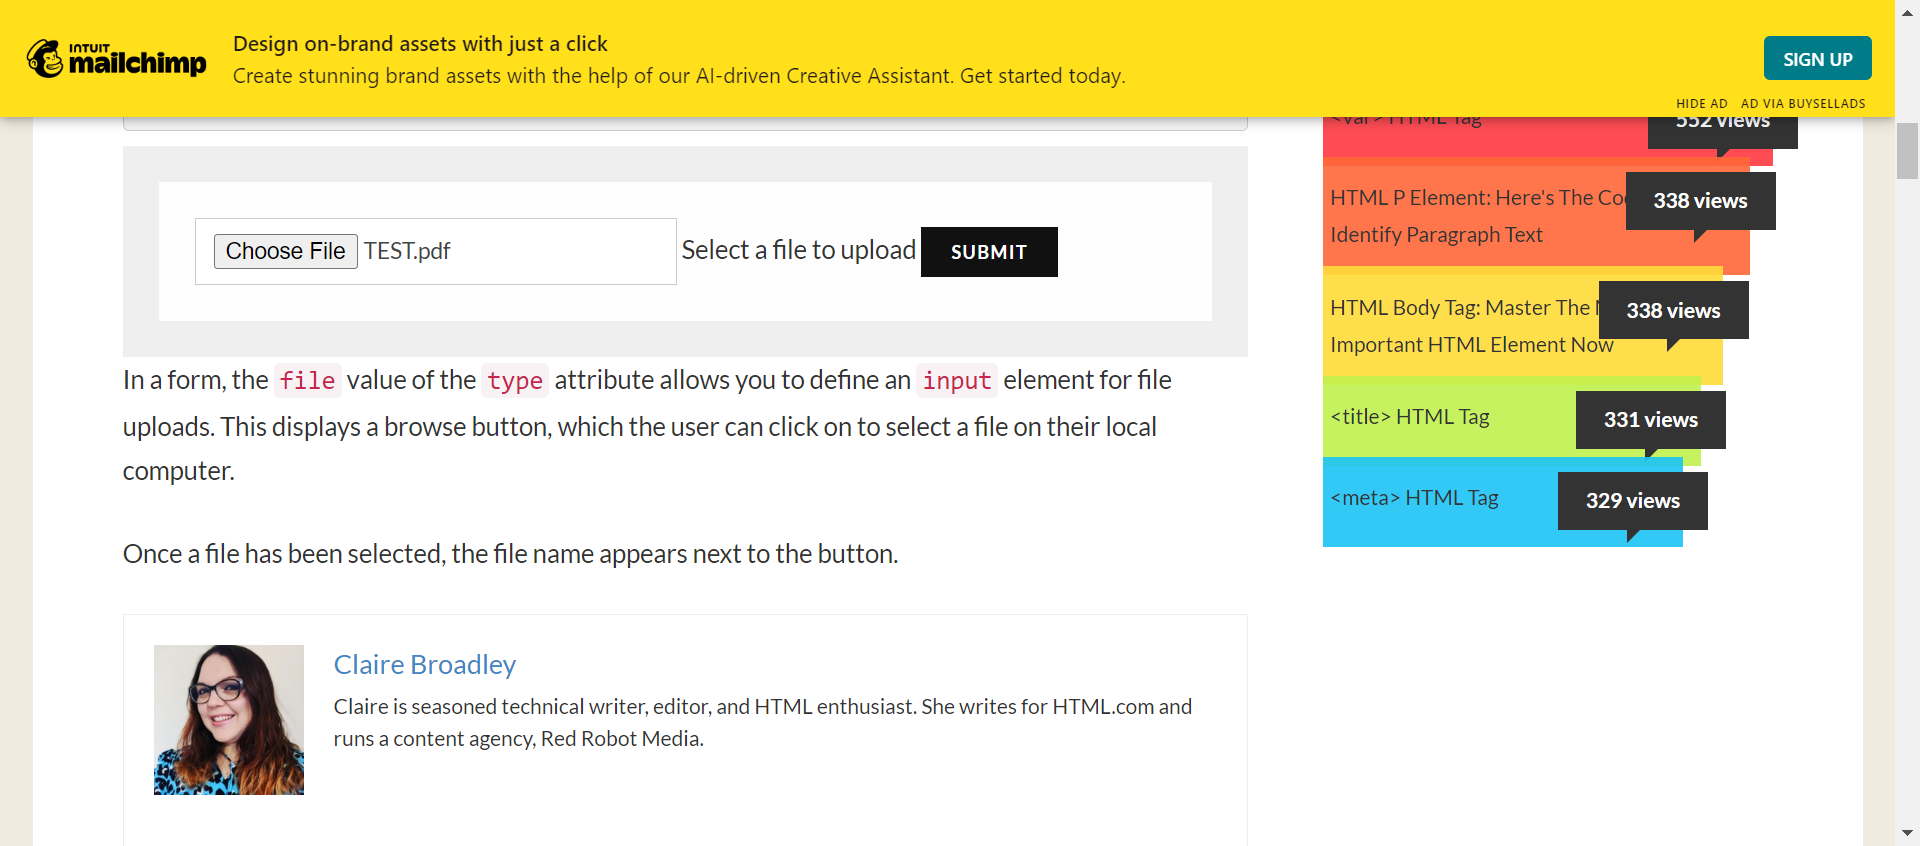 INTUIT
mailchimp
Design on-brand assets with just a click
Create stunning brand assets with the help of our AI-driven Creative Assistant. Get started today.
SIGN UP
HIDE AD AD VIA BUYSELLADS
Choose File TEST.pdf Select a file to upload SUBMIT
In a form, the file value of the type attribute allows you to define an input element for file
uploads. This displays a browse button, which the user can click on to select a file on their local
computer.
Once a file has been selected, the file name appears next to the button.
Claire Broadley
Claire is seasoned technical writer, editor, and HTML enthusiast. She writes for HTML.com and
runs a content agency, Red Robot Media.
<var> HTML Tag
552 views
HTML P Element: Here's The
Identify Paragraph Text
338 views
HTML Body Tag: Master The
Important HTML Element Now
338 views
<title> HTML Tag
331 views
<meta> HTML Tag
329 views